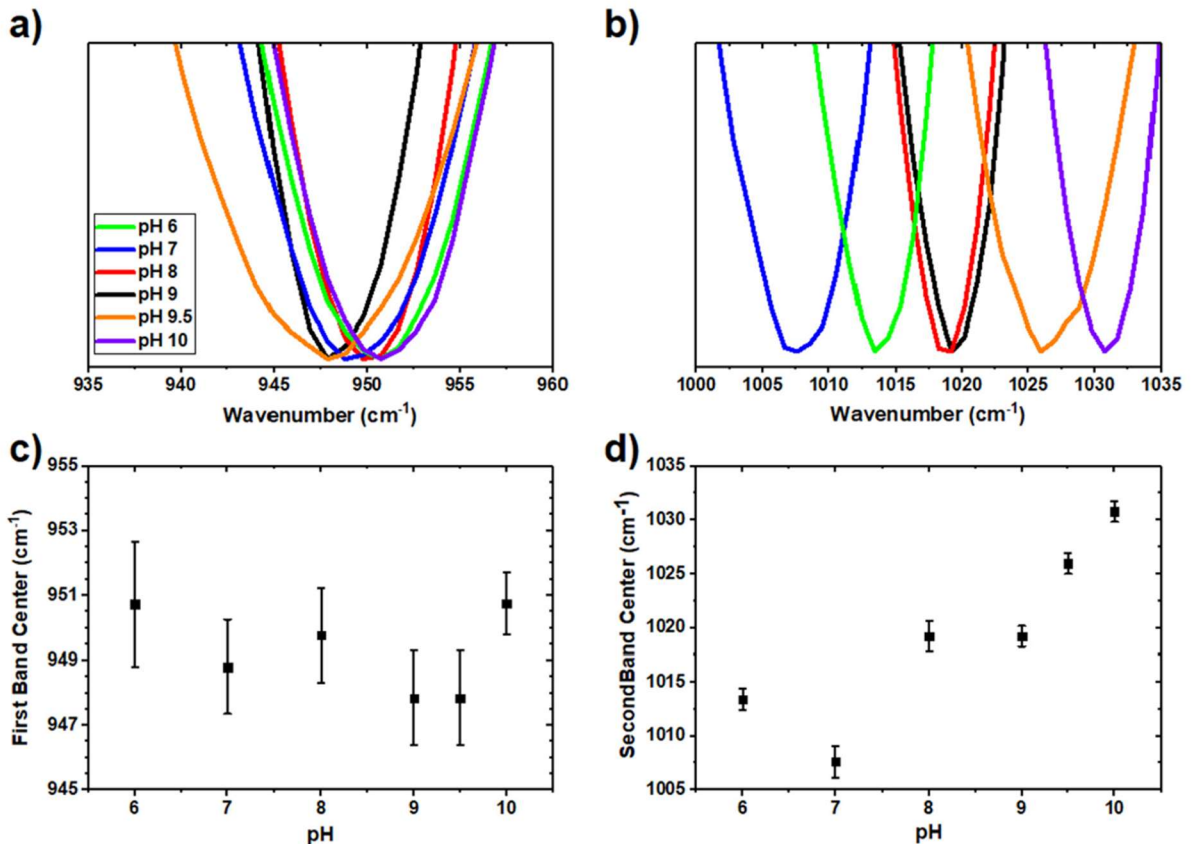 a)
pH 6
pH 7
pH 8
pH 9
pH 9.5
pH 10
935 940 945 950 955 960
Wavenumber (cm⁻¹)
b)
1000 1005 1010 1015 1020 1025 1030 1035
Wavenumber (cm⁻¹)
c)
955
953
951
949
947
945
First Band Center (cm⁻¹)
6 7 8 9 10
pH
d)
1035
1030
1025
1020
1015
1010
1005
SecondBand Center (cm⁻¹)
6 7 8 9 10
pH